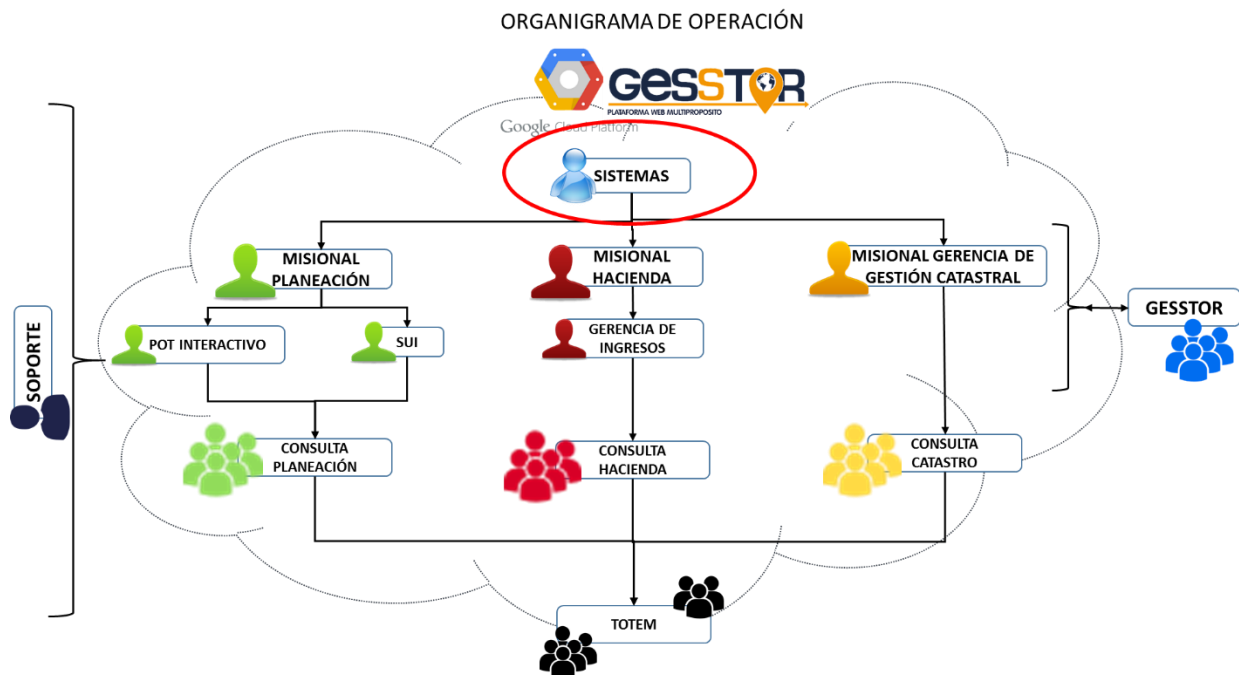 ORGANIGRAMA DE OPERACIÓN
GESSTOR
PLATAFORMA WEB MULTIPROPOSITO
Google Cloud Platform
SISTEMAS
MISIONAL
PLANEACIÓN
MISIONAL
HACIENDA
MISIONAL GERENCIA DE
GESTIÓN CATASTRAL
GESSTOR
SOPORTE
POT INTERACTIVO
SUI
GERENCIA DE
INGRESOS
CONSULTA
PLANEACIÓN
CONSULTA
HACIENDA
CONSULTA
CATASTRO
TOTEM